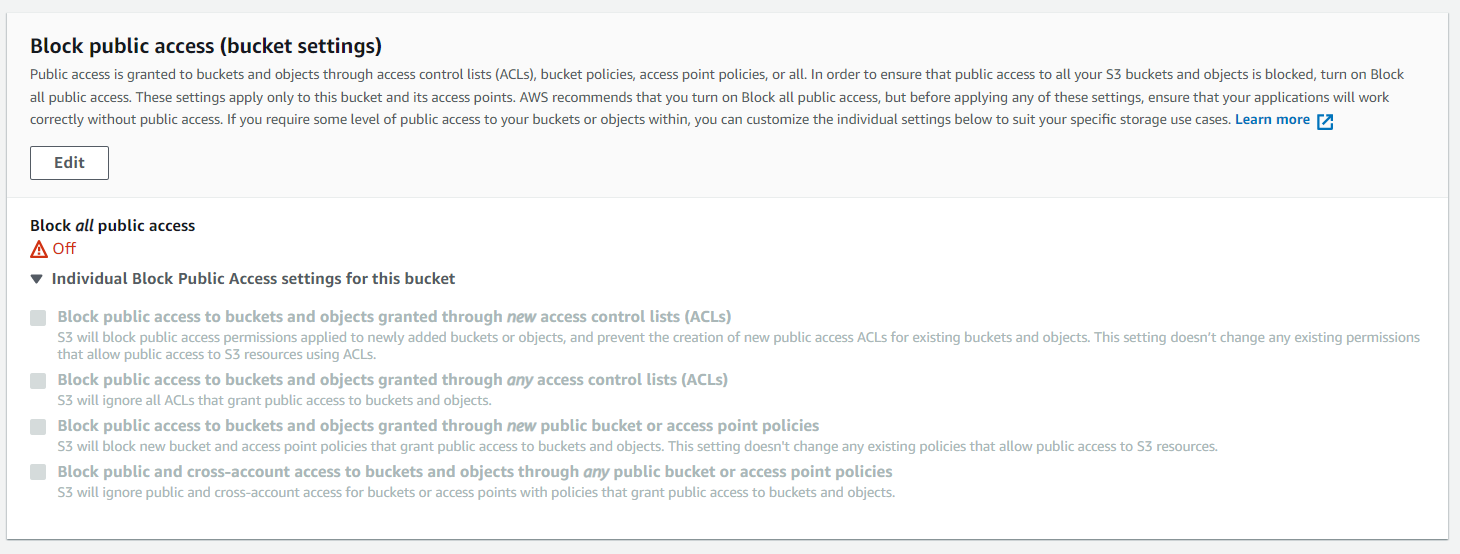 Block public access (bucket settings)
Public access is granted to buckets and objects through access control lists (ACLs), bucket policies, access point policies, or all. In order to ensure that public access to all your S3 buckets and objects is blocked, turn on Block
all public access. These settings apply only to this bucket and its access points. AWS recommends that you turn on Block all public access, but before applying any of these settings, ensure that your applications will work
correctly without public access. If you require some level of public access to your buckets or objects within, you can customize the individual settings below to suit your specific storage use cases. Learn more
Edit
Block all public access
Off
Individual Block Public Access settings for this bucket
Block public access to buckets and objects granted through new access control lists (ACLs)
S3 will block public access permissions applied to newly added buckets or objects, and prevent the creation of new public access ACLs for existing buckets and objects. This setting doesn’t change any existing permissions
that allow public access to S3 resources using ACLs.
Block public access to buckets and objects granted through any access control lists (ACLs)
S3 will ignore all ACLs that grant public access to buckets and objects.
Block public access to buckets and objects granted through new public bucket or access point policies
S3 will block new bucket and access point policies that grant public access to buckets and objects. This setting doesn't change any existing policies that allow public access to S3 resources.
Block public and cross-account access to buckets and objects through any public bucket or access point policies
S3 will ignore public and cross-account access for buckets or access points with policies that grant public access to buckets and objects.